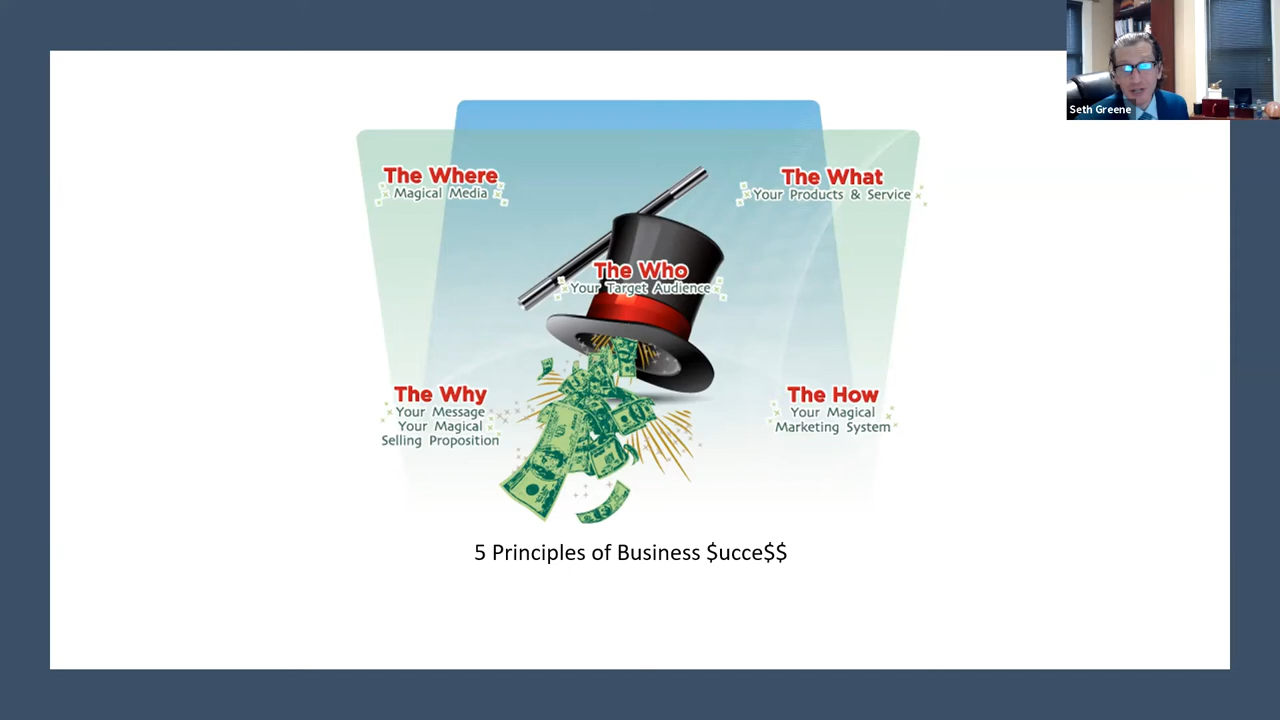 Seth Greene
The Where
Magical Media
The What
Your Products & Service
The Who
Your Target Audience
The Why
Your Message
Your Magical
Selling Proposition
The How
Your Magical
Marketing System
5 Principles of Business $ucce$$